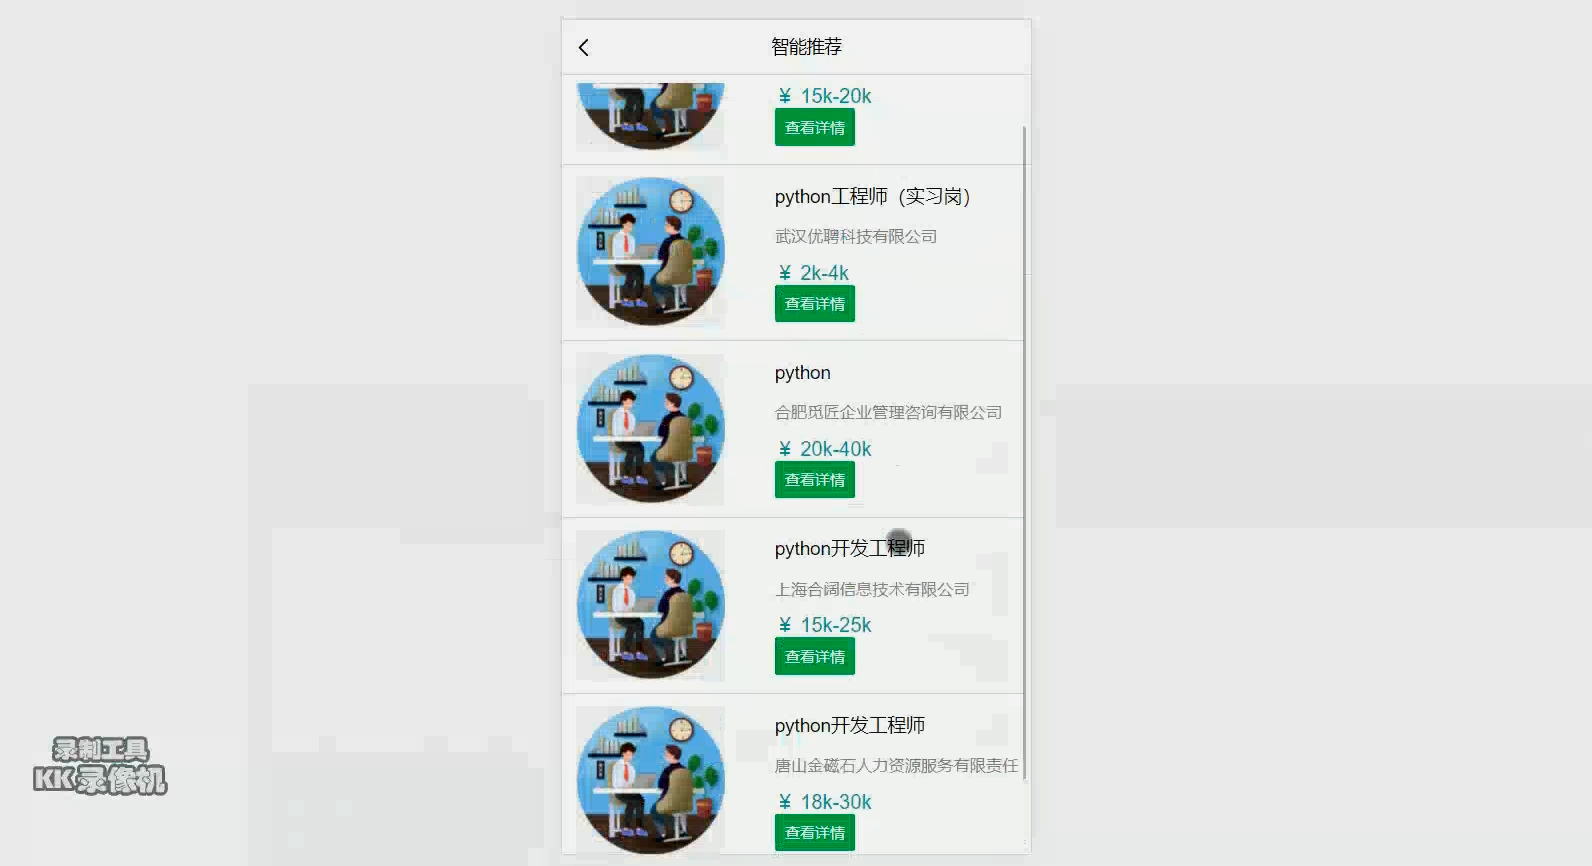 智能推荐
¥ 15k-20k
查看详情
python工程师（实习岗）
武汉优聘科技有限公司
¥ 2k-4k
查看详情
python
合肥觅匠企业管理咨询有限公司
¥ 20k-40k
查看详情
python开发工程师
上海合阔信息技术有限公司
¥ 15k-25k
查看详情
python开发工程师
唐山金磁石人力资源服务有限责任
¥ 18k-30k
查看详情
录制工具
KK录像机